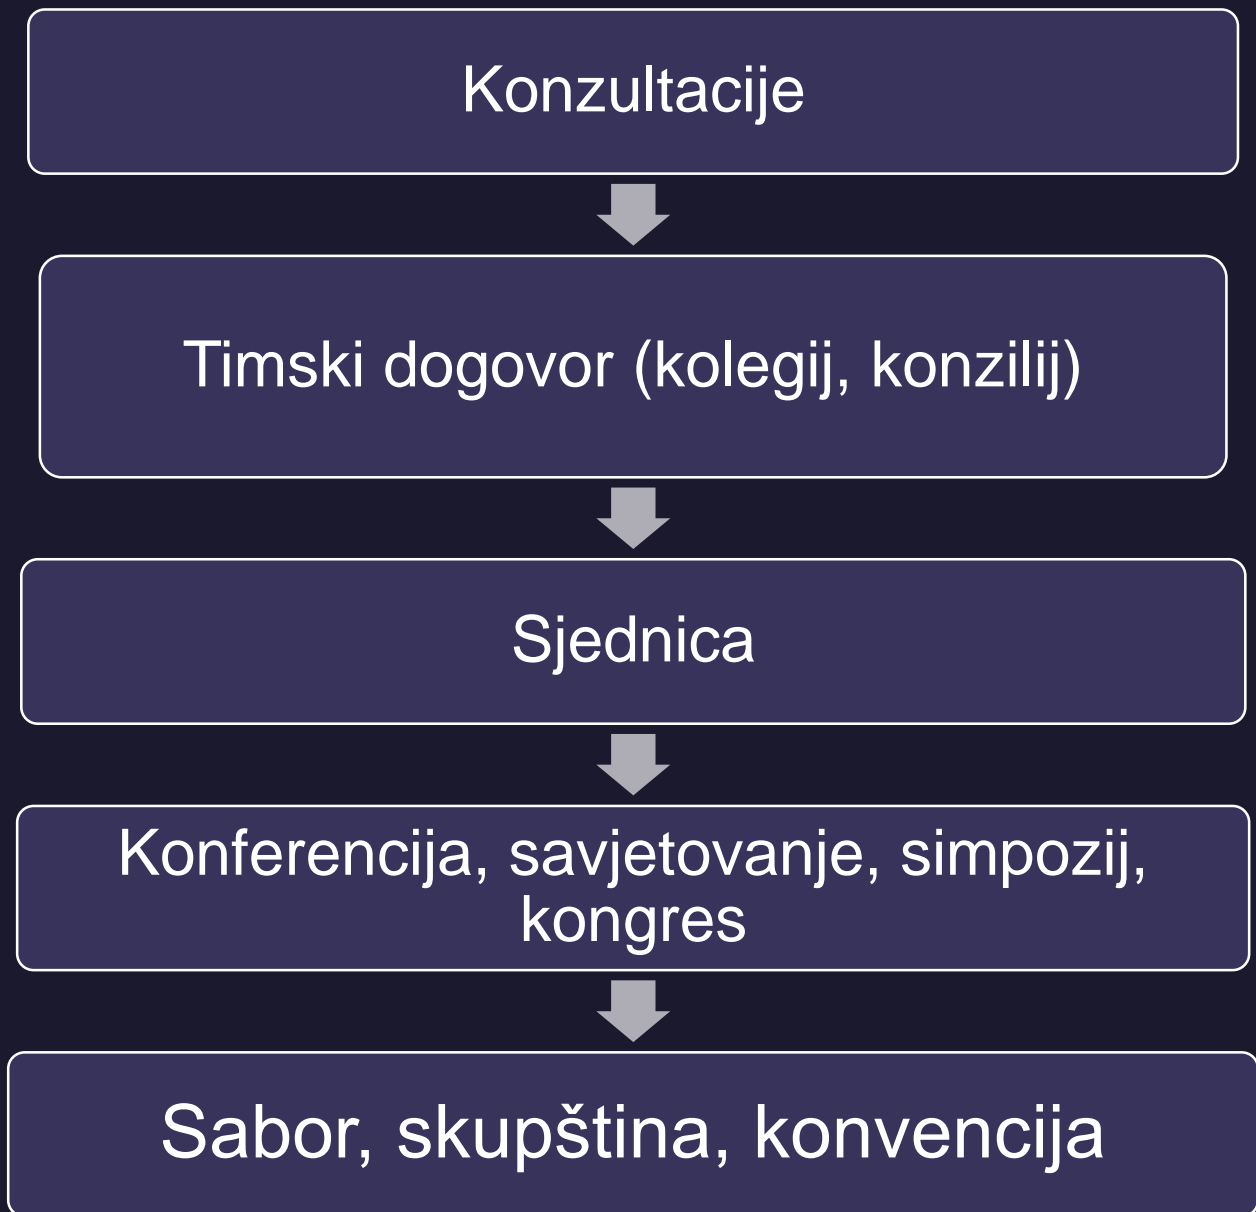 Konzultacije
Timski dogovor (kolegij, konzilij)
Sjednica
Konferencija, savjetovanje, simpozij,
kongres
Sabor, skupština, konvencija